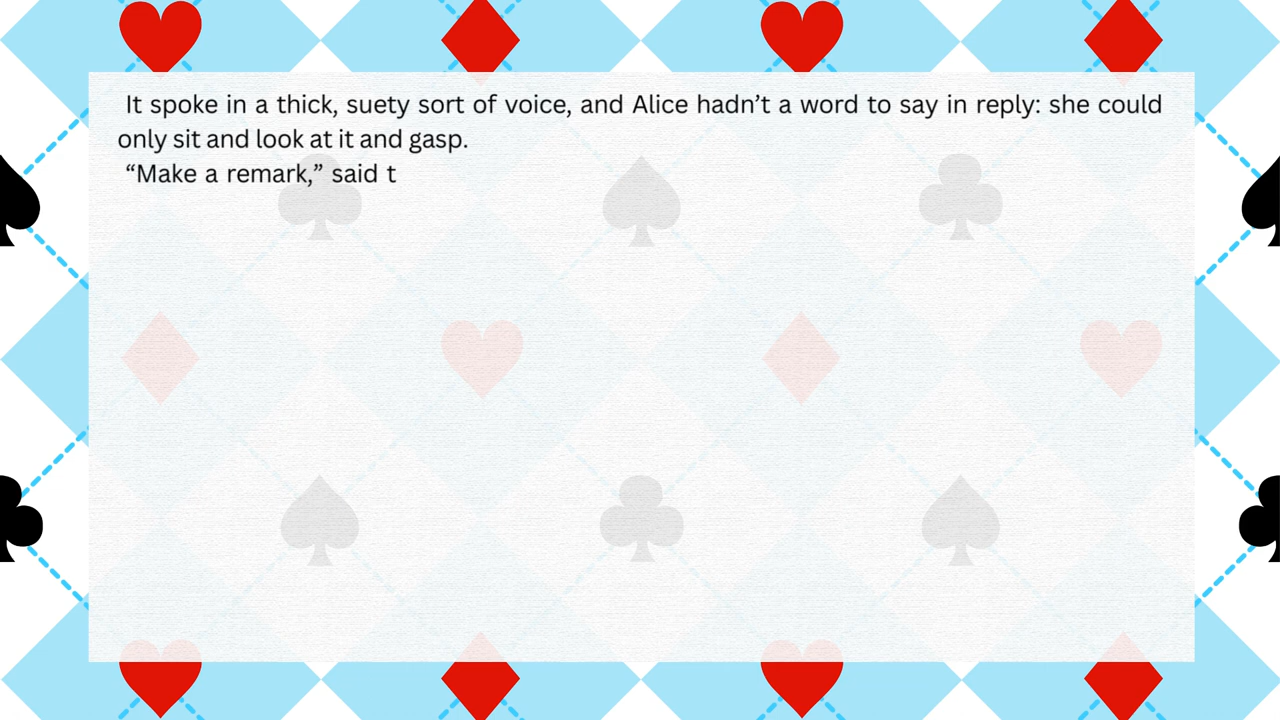 It spoke in a thick, suety sort of voice, and Alice hadn’t a word to say in reply: she could
only sit and look at it and gasp.
“Make a remark,” said t